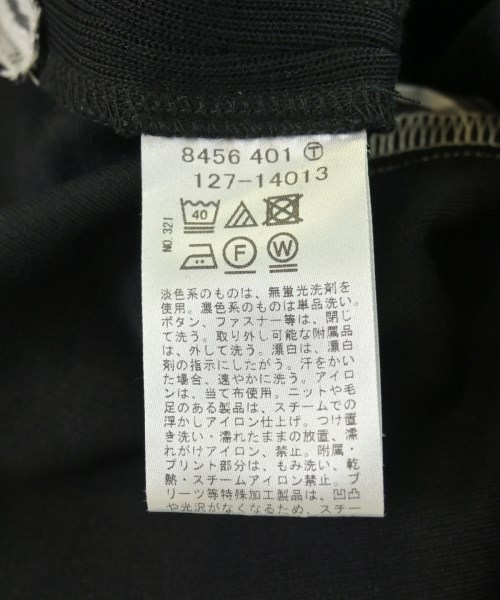 8456 401 Ⓣ
127-14013
NO.321
40
F W
淡色系のものは、無蛍光洗剤を
使用。濃色系のものは単品洗い。
ボタン、ファスナー等は、閉じ
て洗う。取り外し可能な附属品
は、外して洗う。漂白は、漂白
剤の指示にしたがう。汗をかい
た場合、速やかに洗う。アイロ
ンは、当て布使用。ニットや毛
足のある製品は、スチームでの
浮かしアイロン仕上げ。つけ置
き洗い・濡れたままの放置、濡
れがけアイロン、禁止。附属・
プリント部分は、もみ洗い、乾
熱・スチームアイロン禁止。プ
リーツ等特殊加工製品は、凹凸
や光沢がなくなるため、スチー